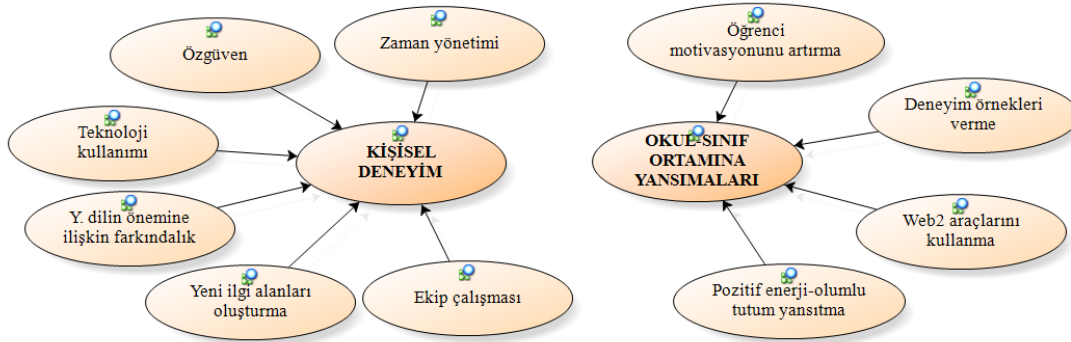 Özgüven
Zaman yönetimi
Teknoloji
kullanımı
KİŞİSEL
DENEYİM
Y. dilin önemine
ilişkin farkındalık
Yeni ilgi alanları
oluşturma
Ekip çalışması
Öğrenci
motivasyonunu artırma
Deneyim örnekleri
verme
OKUL-SINIF
ORTAMINA
YANSIMALARI
Web2 araçlarını
kullanma
Pozitif enerji-olumlu
tutum yansıtma